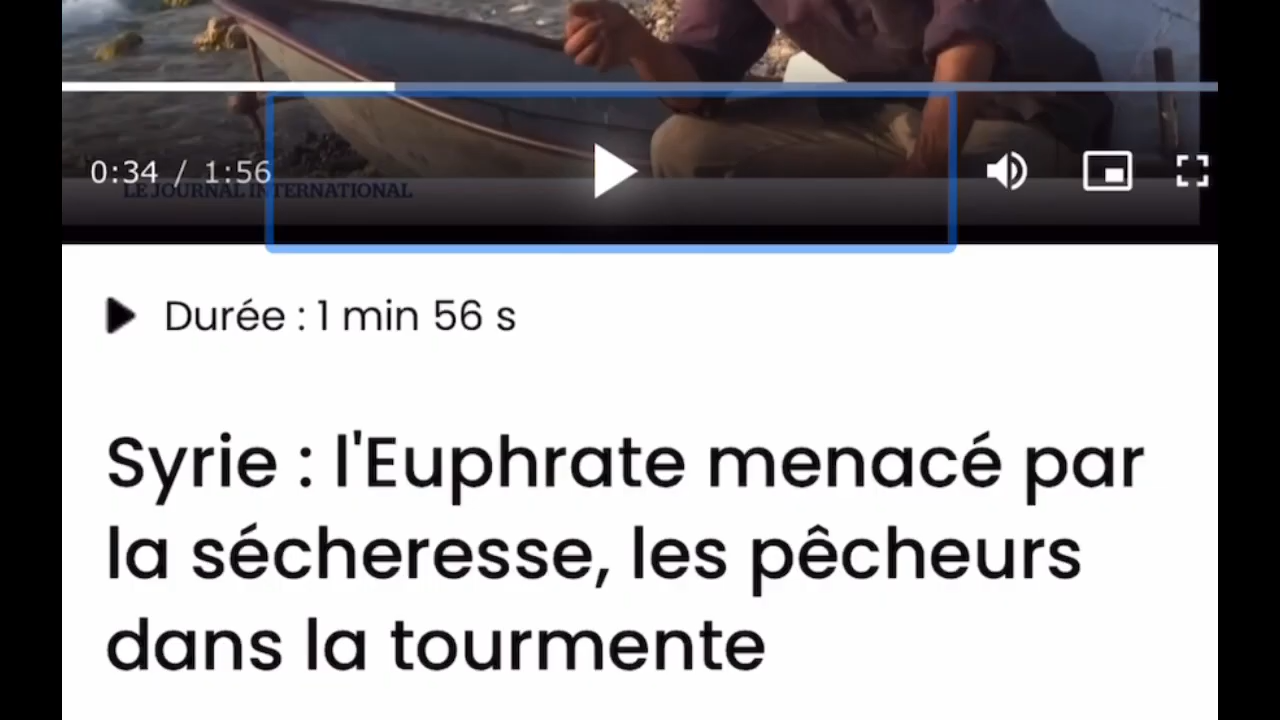 0:34 / 1:56
LE JOURNAL INTERNATIONAL
Durée : 1 min 56 s
Syrie : l'Euphrate menacé par
la sécheresse, les pêcheurs
dans la tourmente